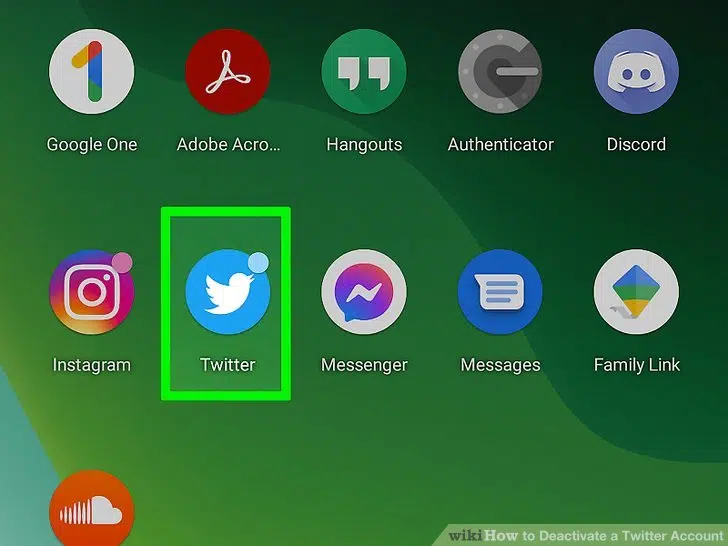 Google One
Adobe Acro...
Hangouts
Authenticator
Discord
Instagram
Twitter
Messenger
Messages
Family Link
wikiHow to Deactivate a Twitter Account